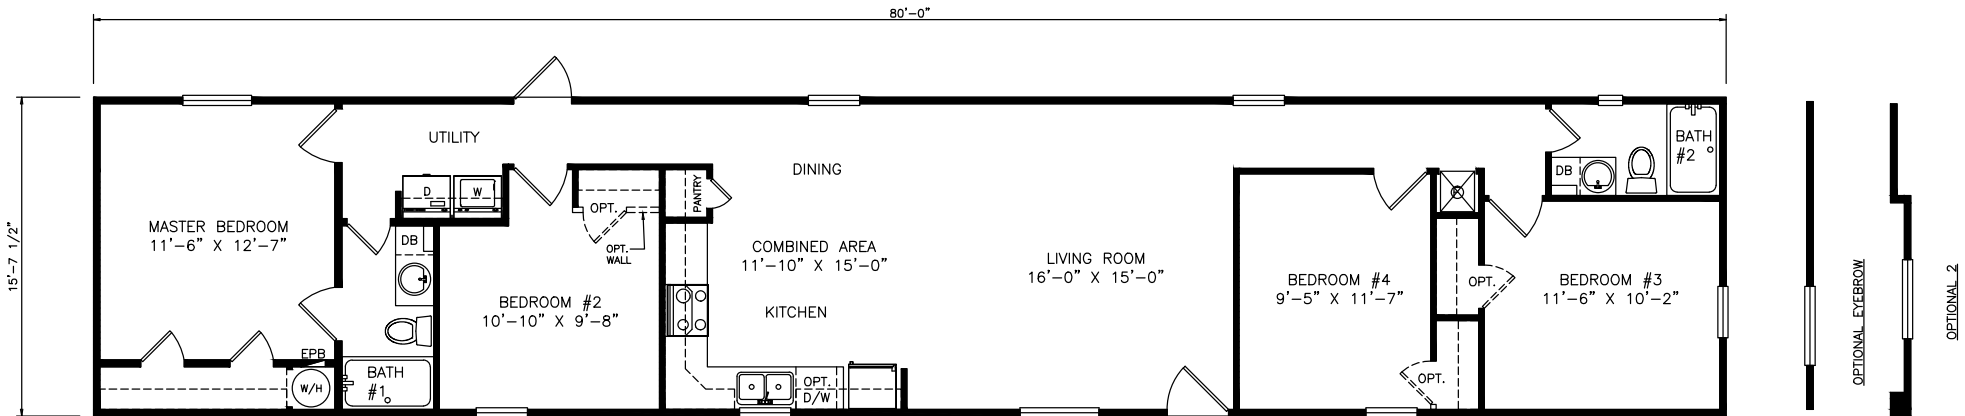 80'-0"
15'-7 1/2"
UTILITY
D
W
MASTER BEDROOM
11'-6" X 12'-7"
DB
EPB
W/H
BATH
#1
OPT.
OPT.
WALL
BEDROOM #2
10'-10" X 9'-8"
PANTRY
DINING
COMBINED AREA
11'-10" X 15'-0"
KITCHEN
OPT.
D/W
LIVING ROOM
16'-0" X 15'-0"
BEDROOM #4
9'-5" X 11'-7"
OPT.
OPT.
BEDROOM #3
11'-6" X 10'-2"
DB
BATH
#2
OPTIONAL EYEBROW
OPTIONAL 2